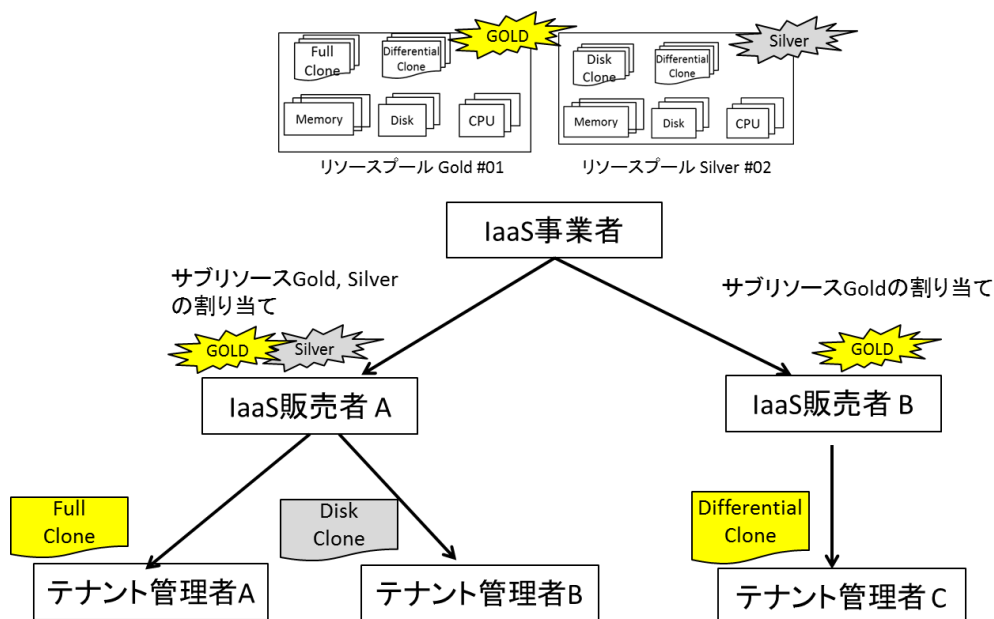 GOLD
Silver
Full
Clone
Differential
Clone
Memory
Disk
CPU
Disk
Clone
Differential
Clone
Memory
Disk
CPU
リソースプール Gold #01
リソースプール Silver #02
IaaS事業者
サブリソースGold, Silver
の割り当て
サブリソースGoldの割り当て
GOLD
Silver
GOLD
IaaS販売者 A
IaaS販売者 B
Full
Clone
Disk
Clone
Differential
Clone
テナント管理者A
テナント管理者B
テナント管理者 C